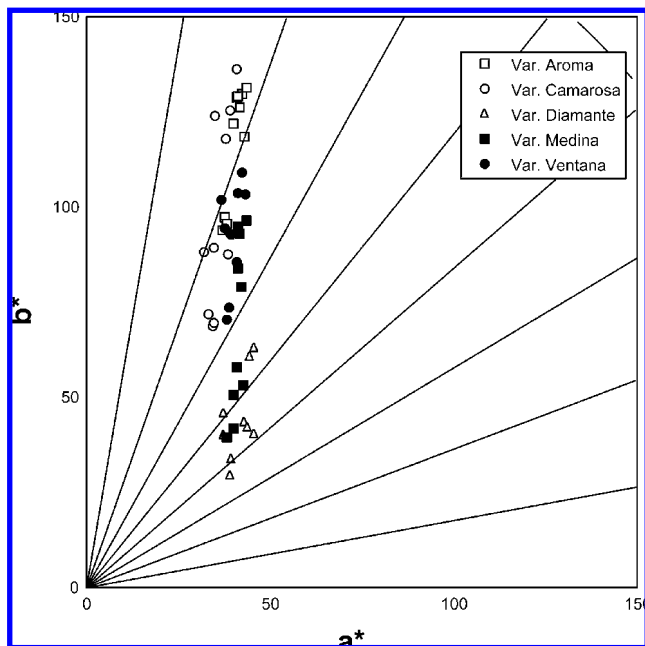 150
Var. Aroma
Var. Camarosa
Var. Diamante
Var. Medina
Var. Ventana
100
b*
50
0
0 50 100 150
a*